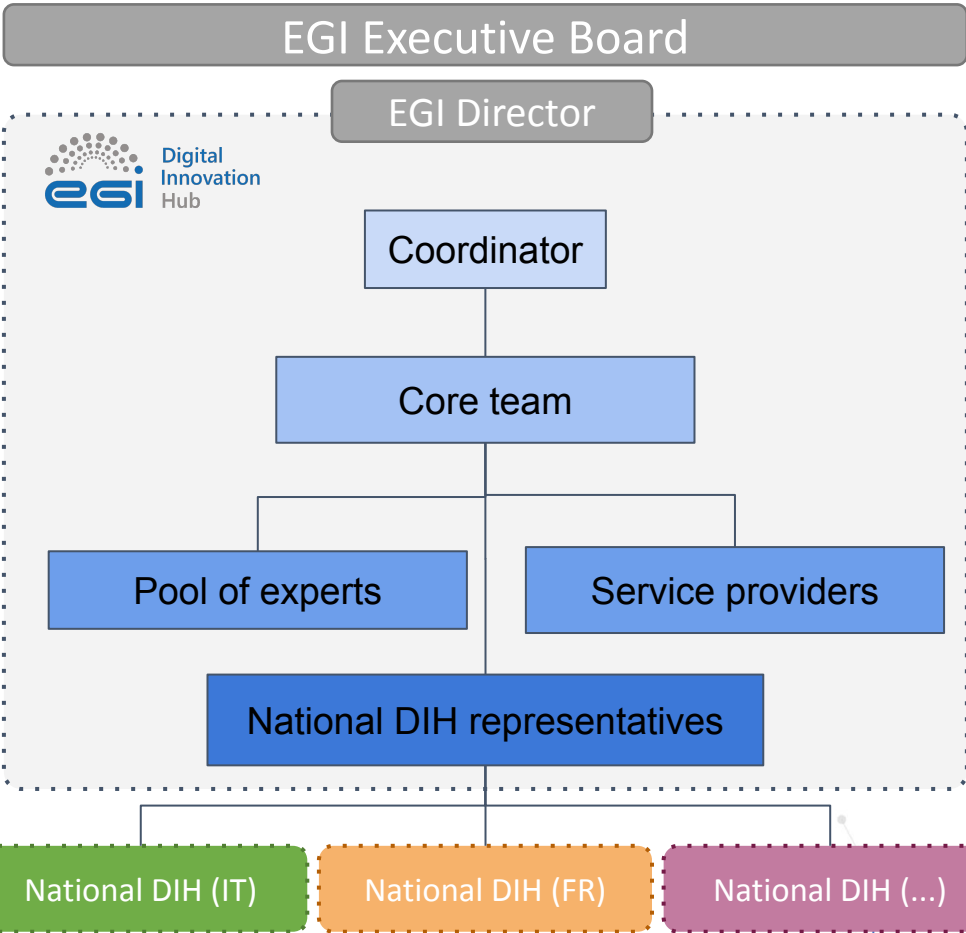 EGI Executive Board
EGI Director
egi
Digital
Innovation
Hub
Coordinator
Core team
Pool of experts
Service providers
National DIH representatives
National DIH (IT)
National DIH (FR)
National DIH (...)